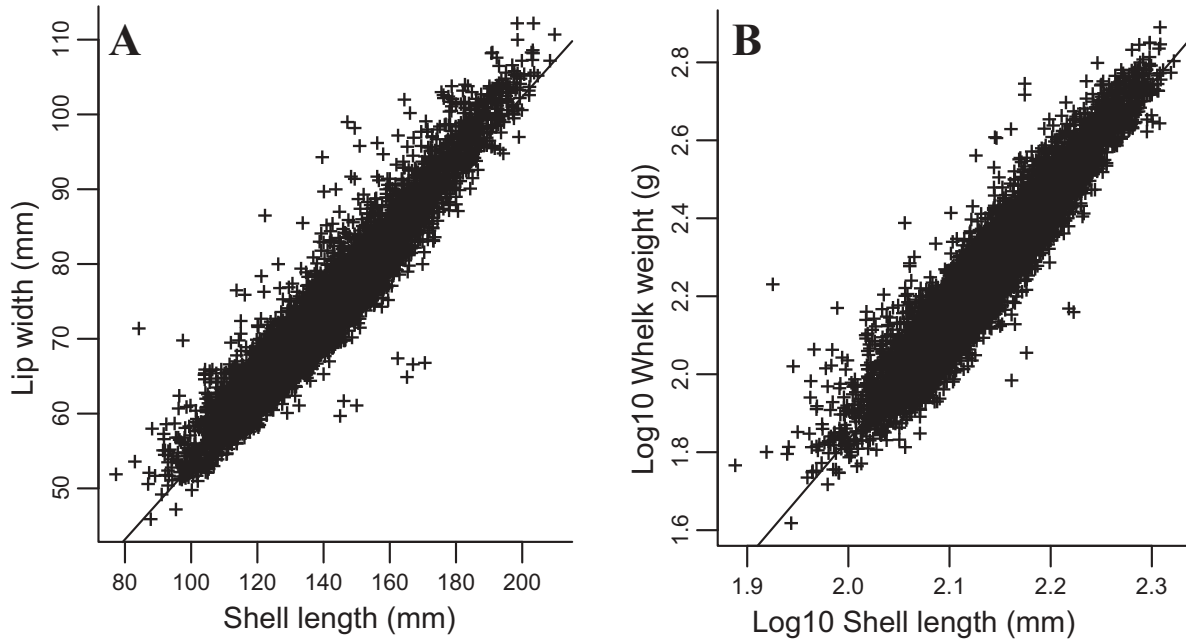 A
Lip width (mm)
110
100
90
80
70
60
50
80 100 120 140 160 180 200
Shell length (mm)
B
Log10 Whelk weight (g)
2.8
2.6
2.4
2.2
2.0
1.8
1.6
1.9 2.0 2.1 2.2 2.3
Log10 Shell length (mm)